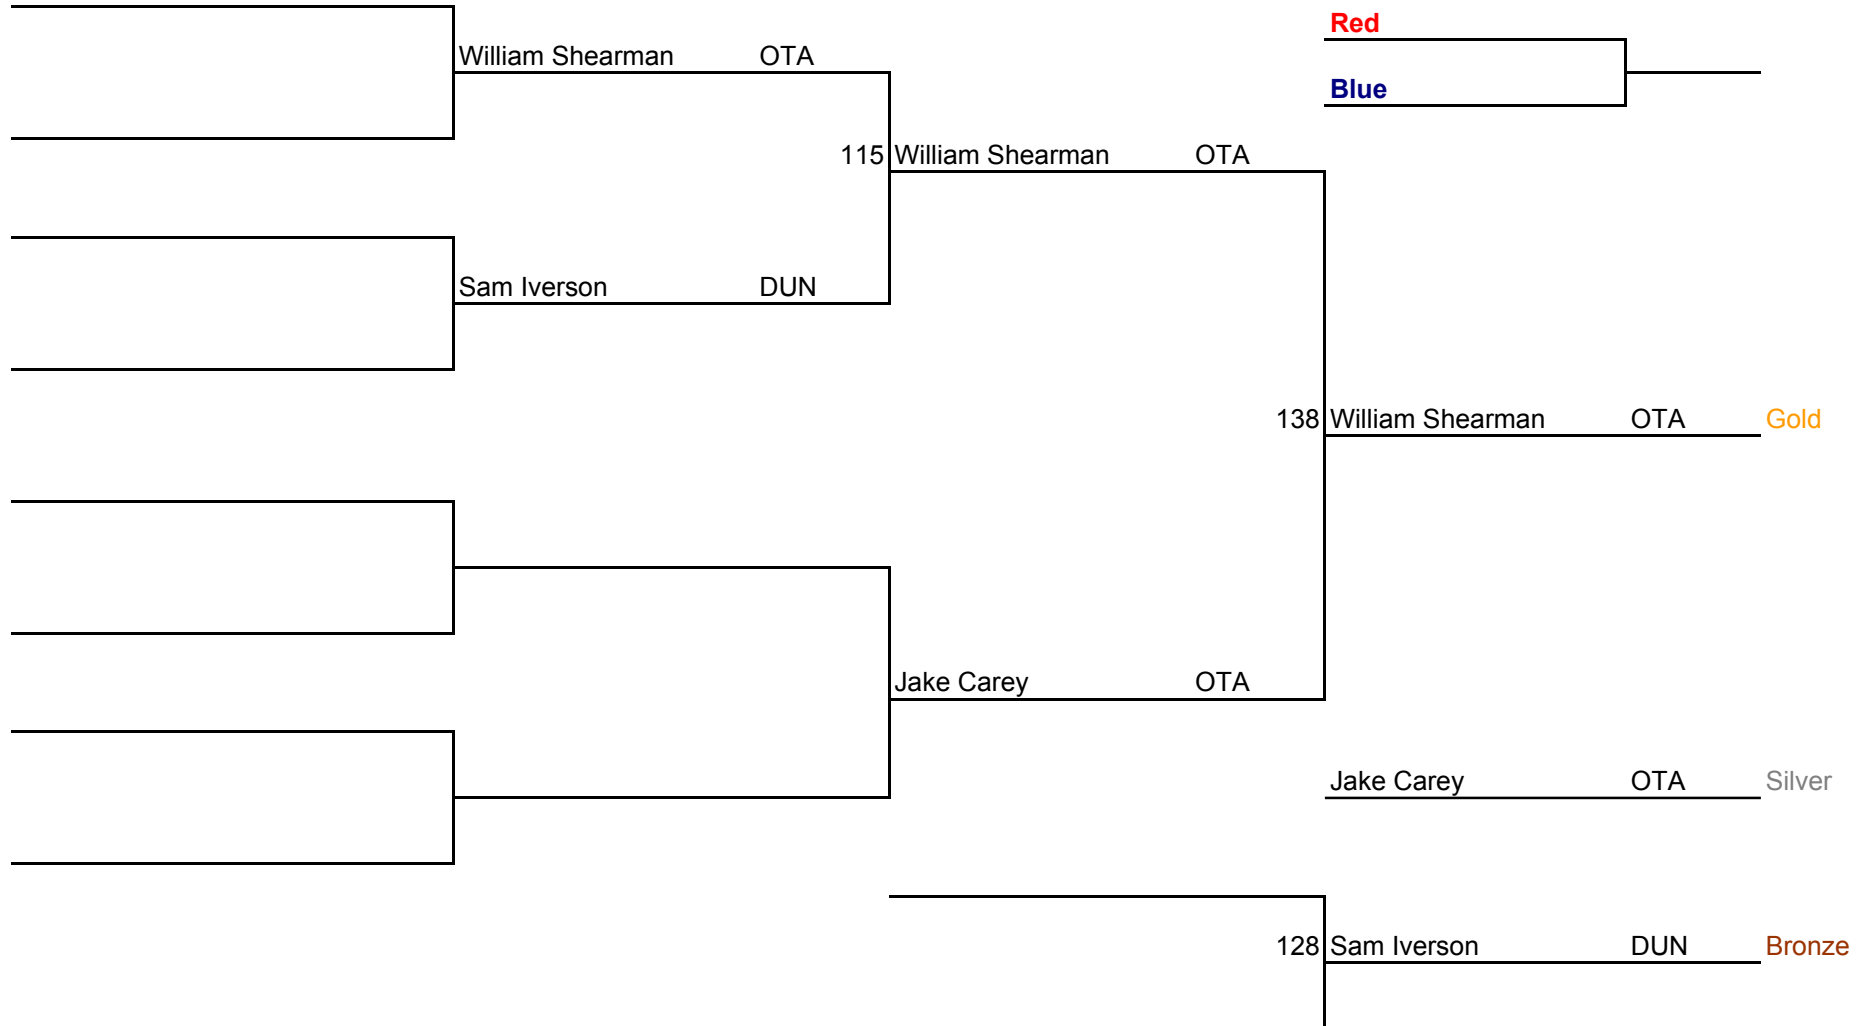 Red
William Shearman OTA
Blue
115 William Shearman OTA
Sam Iverson DUN
138 William Shearman OTA Gold
Jake Carey OTA
Jake Carey OTA Silver
128 Sam Iverson DUN Bronze